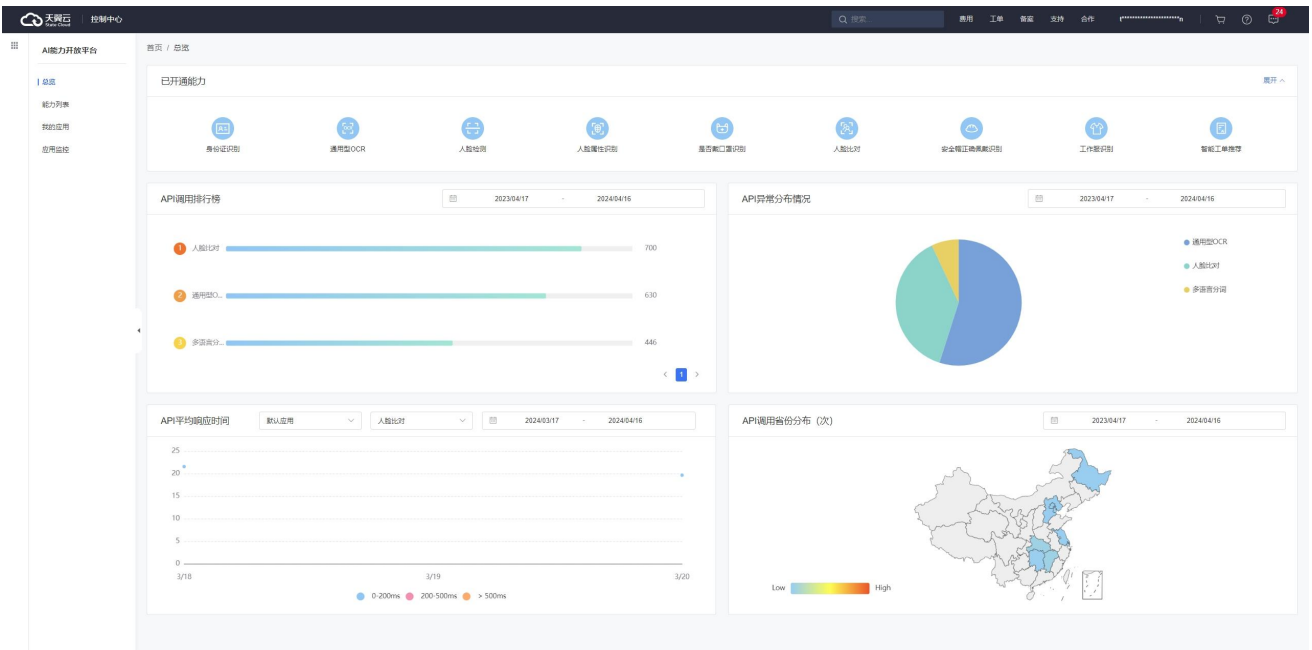 天翼云 State Cloud 控制中心 搜索... 费用 工单 备案 支持 合作 t**********************n 24
AI能力开放平台
总览
能力列表
我的应用
应用监控
首页 / 总览
已开通能力 展开
身份证识别 通用型OCR 人脸检测 人脸属性识别 是否戴口罩识别 人脸比对 安全帽正确佩戴识别 工作服识别 智能工单推荐
API调用排行榜 2023/04/17 - 2024/04/16
1 人脸比对 700
2 通用型O... 630
3 多语言分... 446
< 1 >
API异常分布情况 2023/04/17 - 2024/04/16
通用型OCR
人脸比对
多语言分词
API平均响应时间 默认应用 人脸比对 2024/03/17 - 2024/04/16
25
20
15
10
5
0
3/18 3/19 3/20
0-200ms 200-500ms > 500ms
API调用省份分布（次） 2023/04/17 - 2024/04/16
Low High